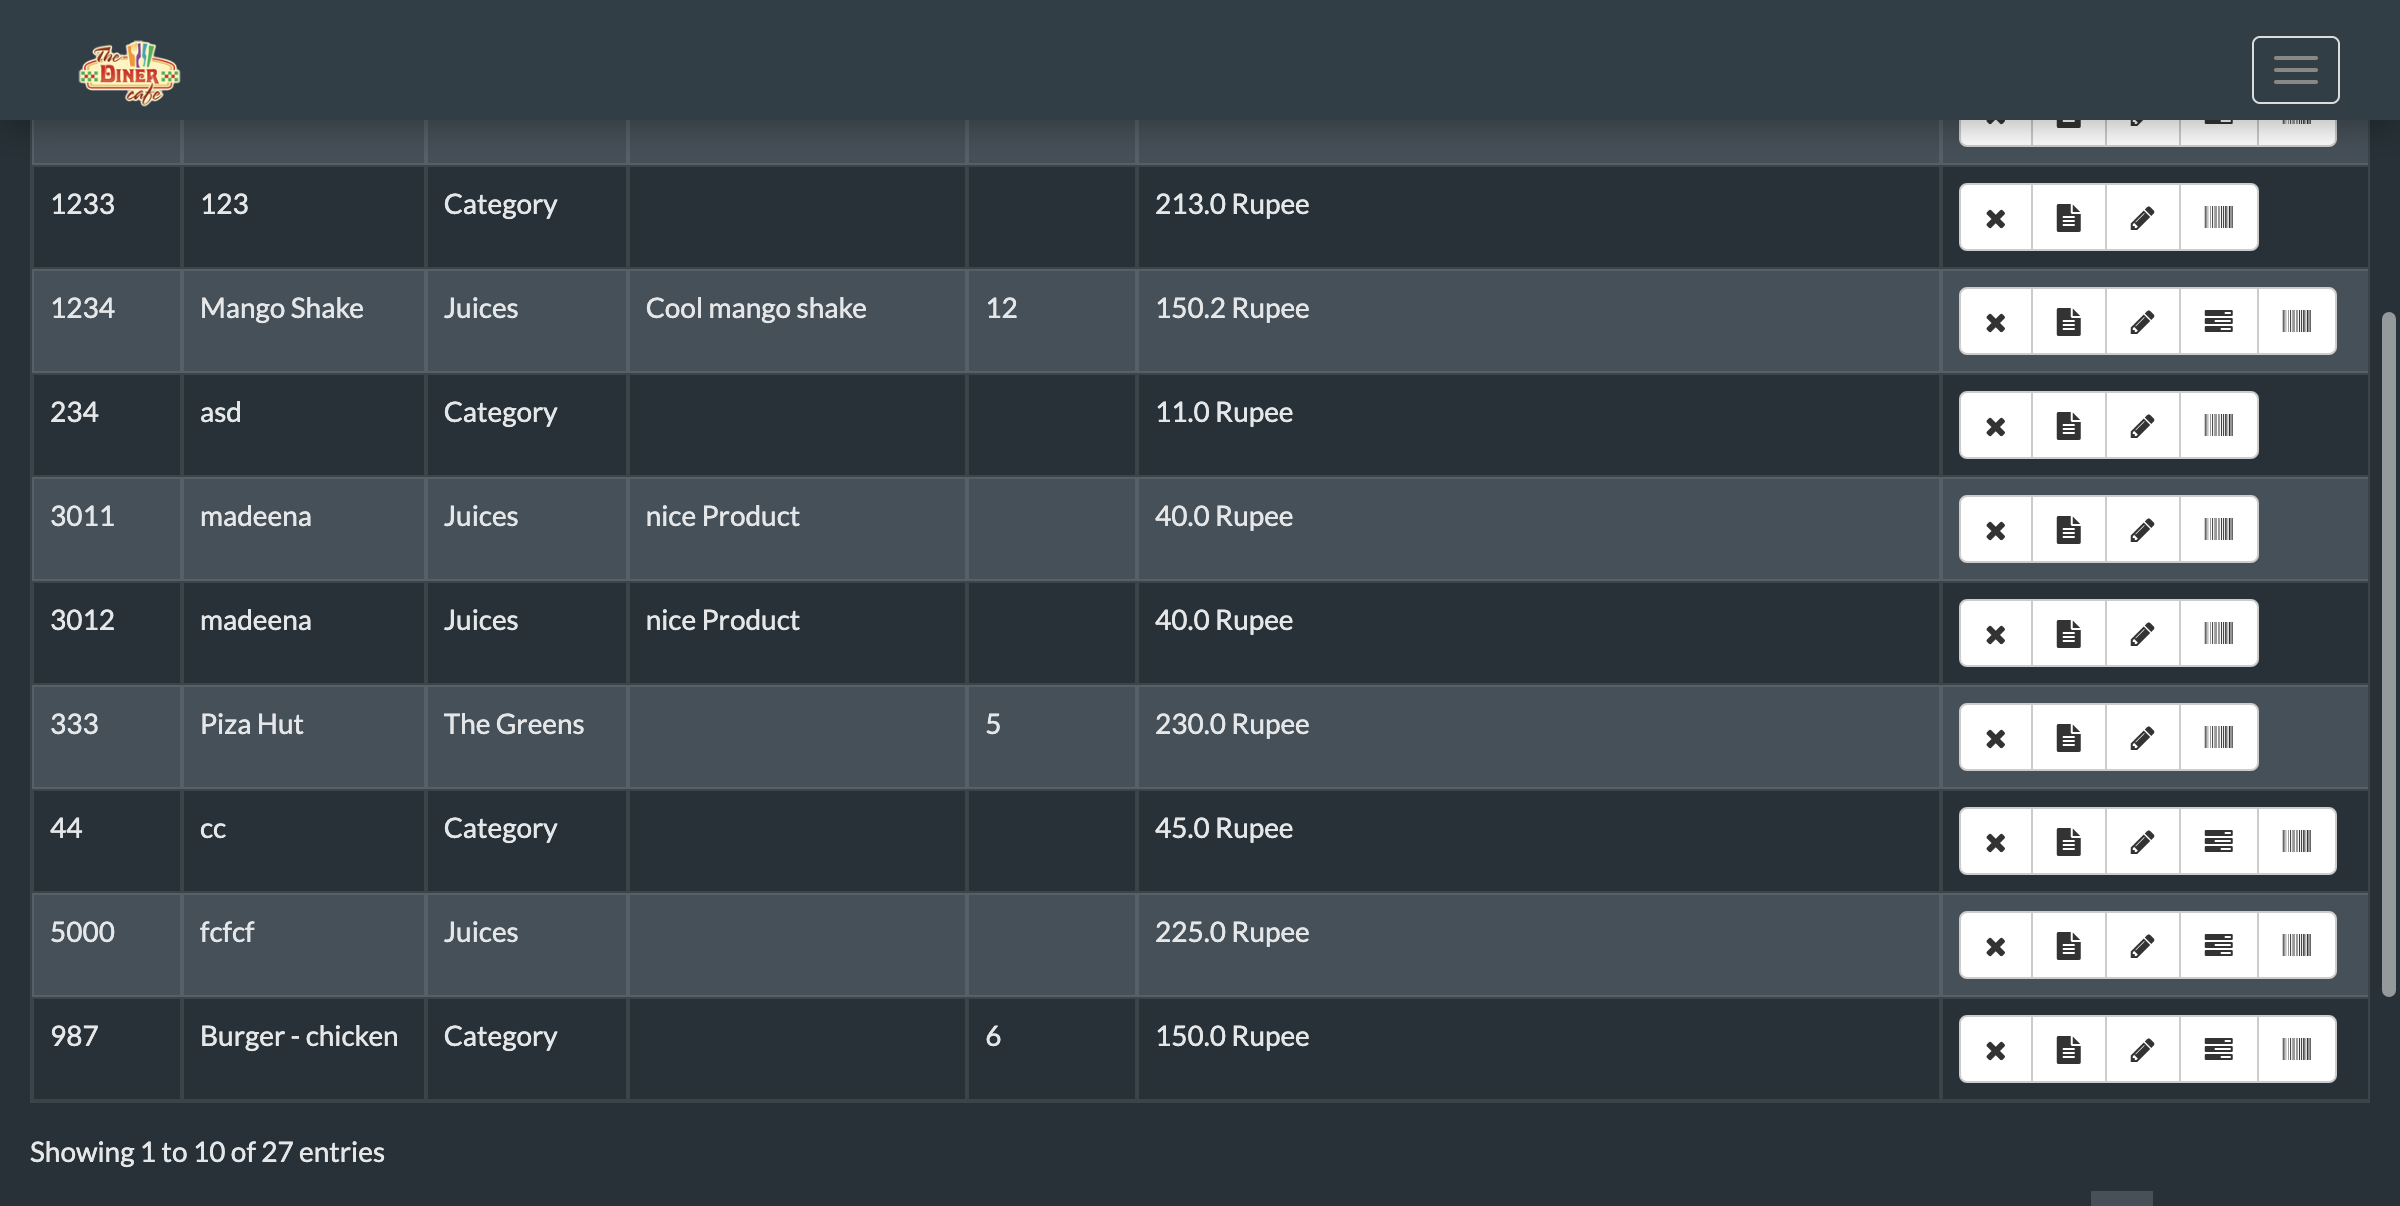 The
DINER
cafe
1233 123 Category 213.0 Rupee
1234 Mango Shake Juices Cool mango shake 12 150.2 Rupee
234 asd Category 11.0 Rupee
3011 madeena Juices nice Product 40.0 Rupee
3012 madeena Juices nice Product 40.0 Rupee
333 Piza Hut The Greens 5 230.0 Rupee
44 cc Category 45.0 Rupee
5000 fcfcf Juices 225.0 Rupee
987 Burger - chicken Category 6 150.0 Rupee
Showing 1 to 10 of 27 entries